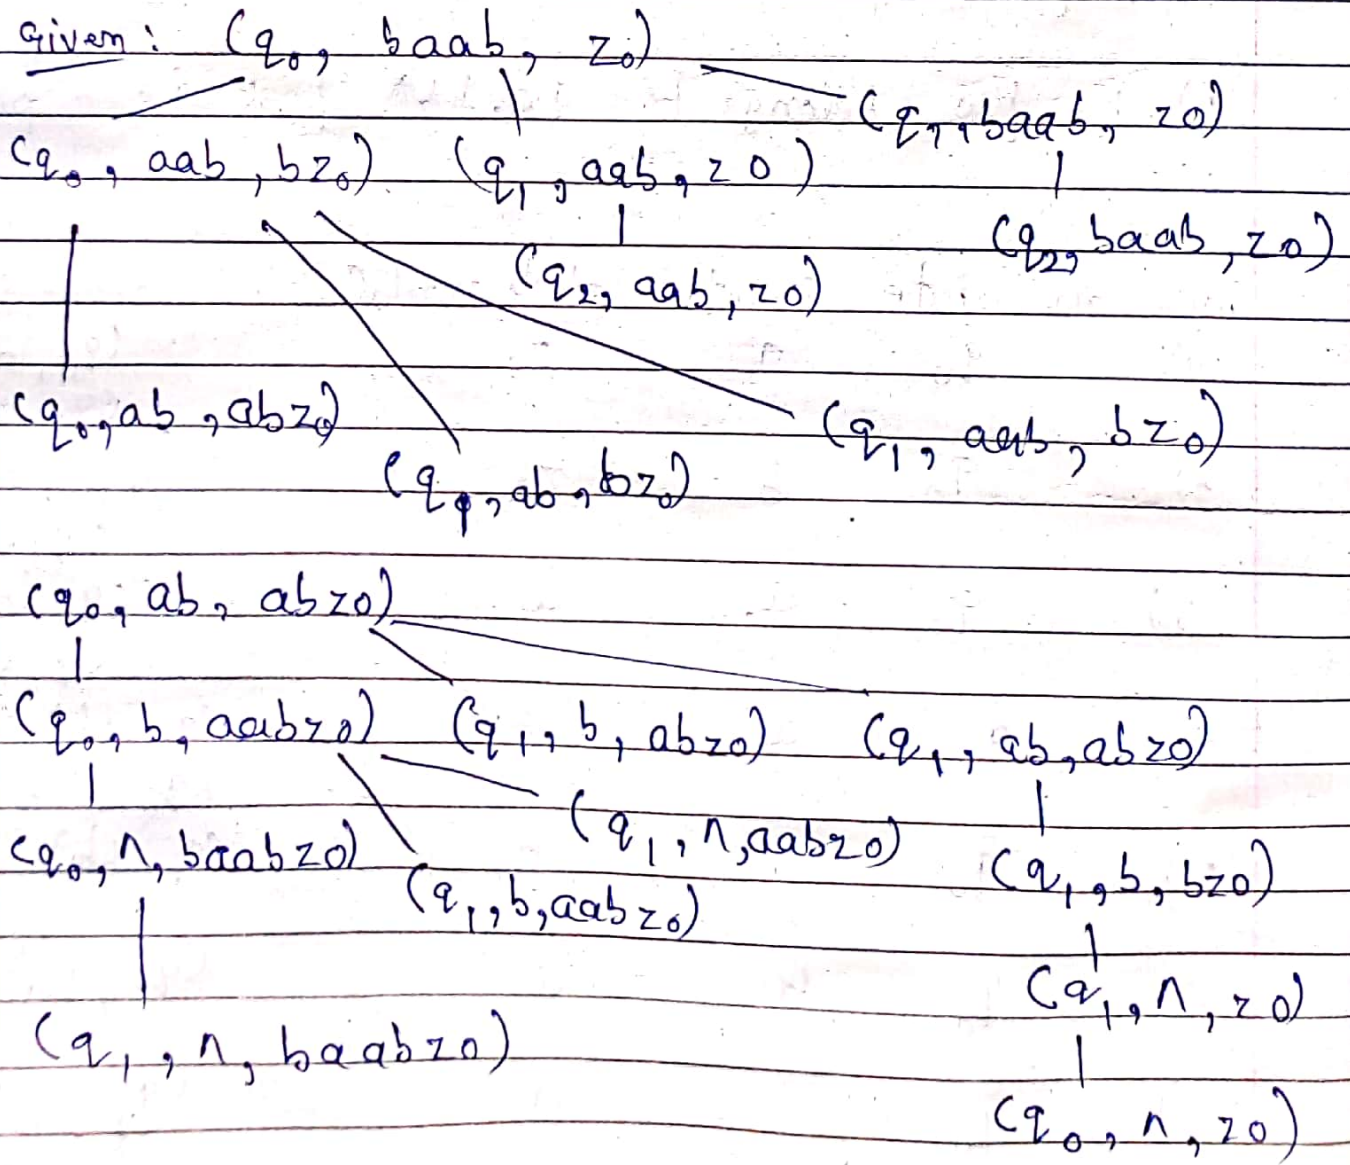 Given: (q₀, baab, z₀)
(q₁, baab, z0)
(q₀, aab, bz₀) (q₁, aab, z0)
(q₂, baab, z0)
(q₂, aab, z0)
(q₀, ab, abz₀)
(q₁, aab, bz₀)
(q₁, ab, bz₀)
(q₀, ab, abz0)
(q₀, b, aabz0) (q₁, b, abz0) (q₁, ab, abz0)
(q₁, Λ, aabz0)
(q₀, Λ, baabz0)
(q₁, b, bz0)
(q₁, b, aabz₀)
(q₁, Λ, z0)
(q₁, Λ, baabz0)
(q₀, Λ, z0)